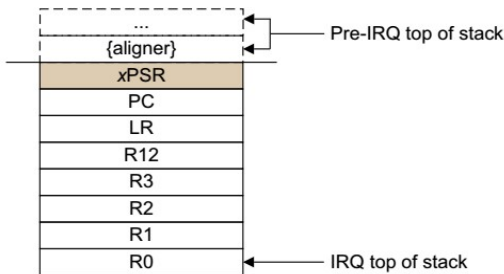 ...
Pre-IRQ top of stack
{aligner}
xPSR
PC
LR
R12
R3
R2
R1
R0
IRQ top of stack